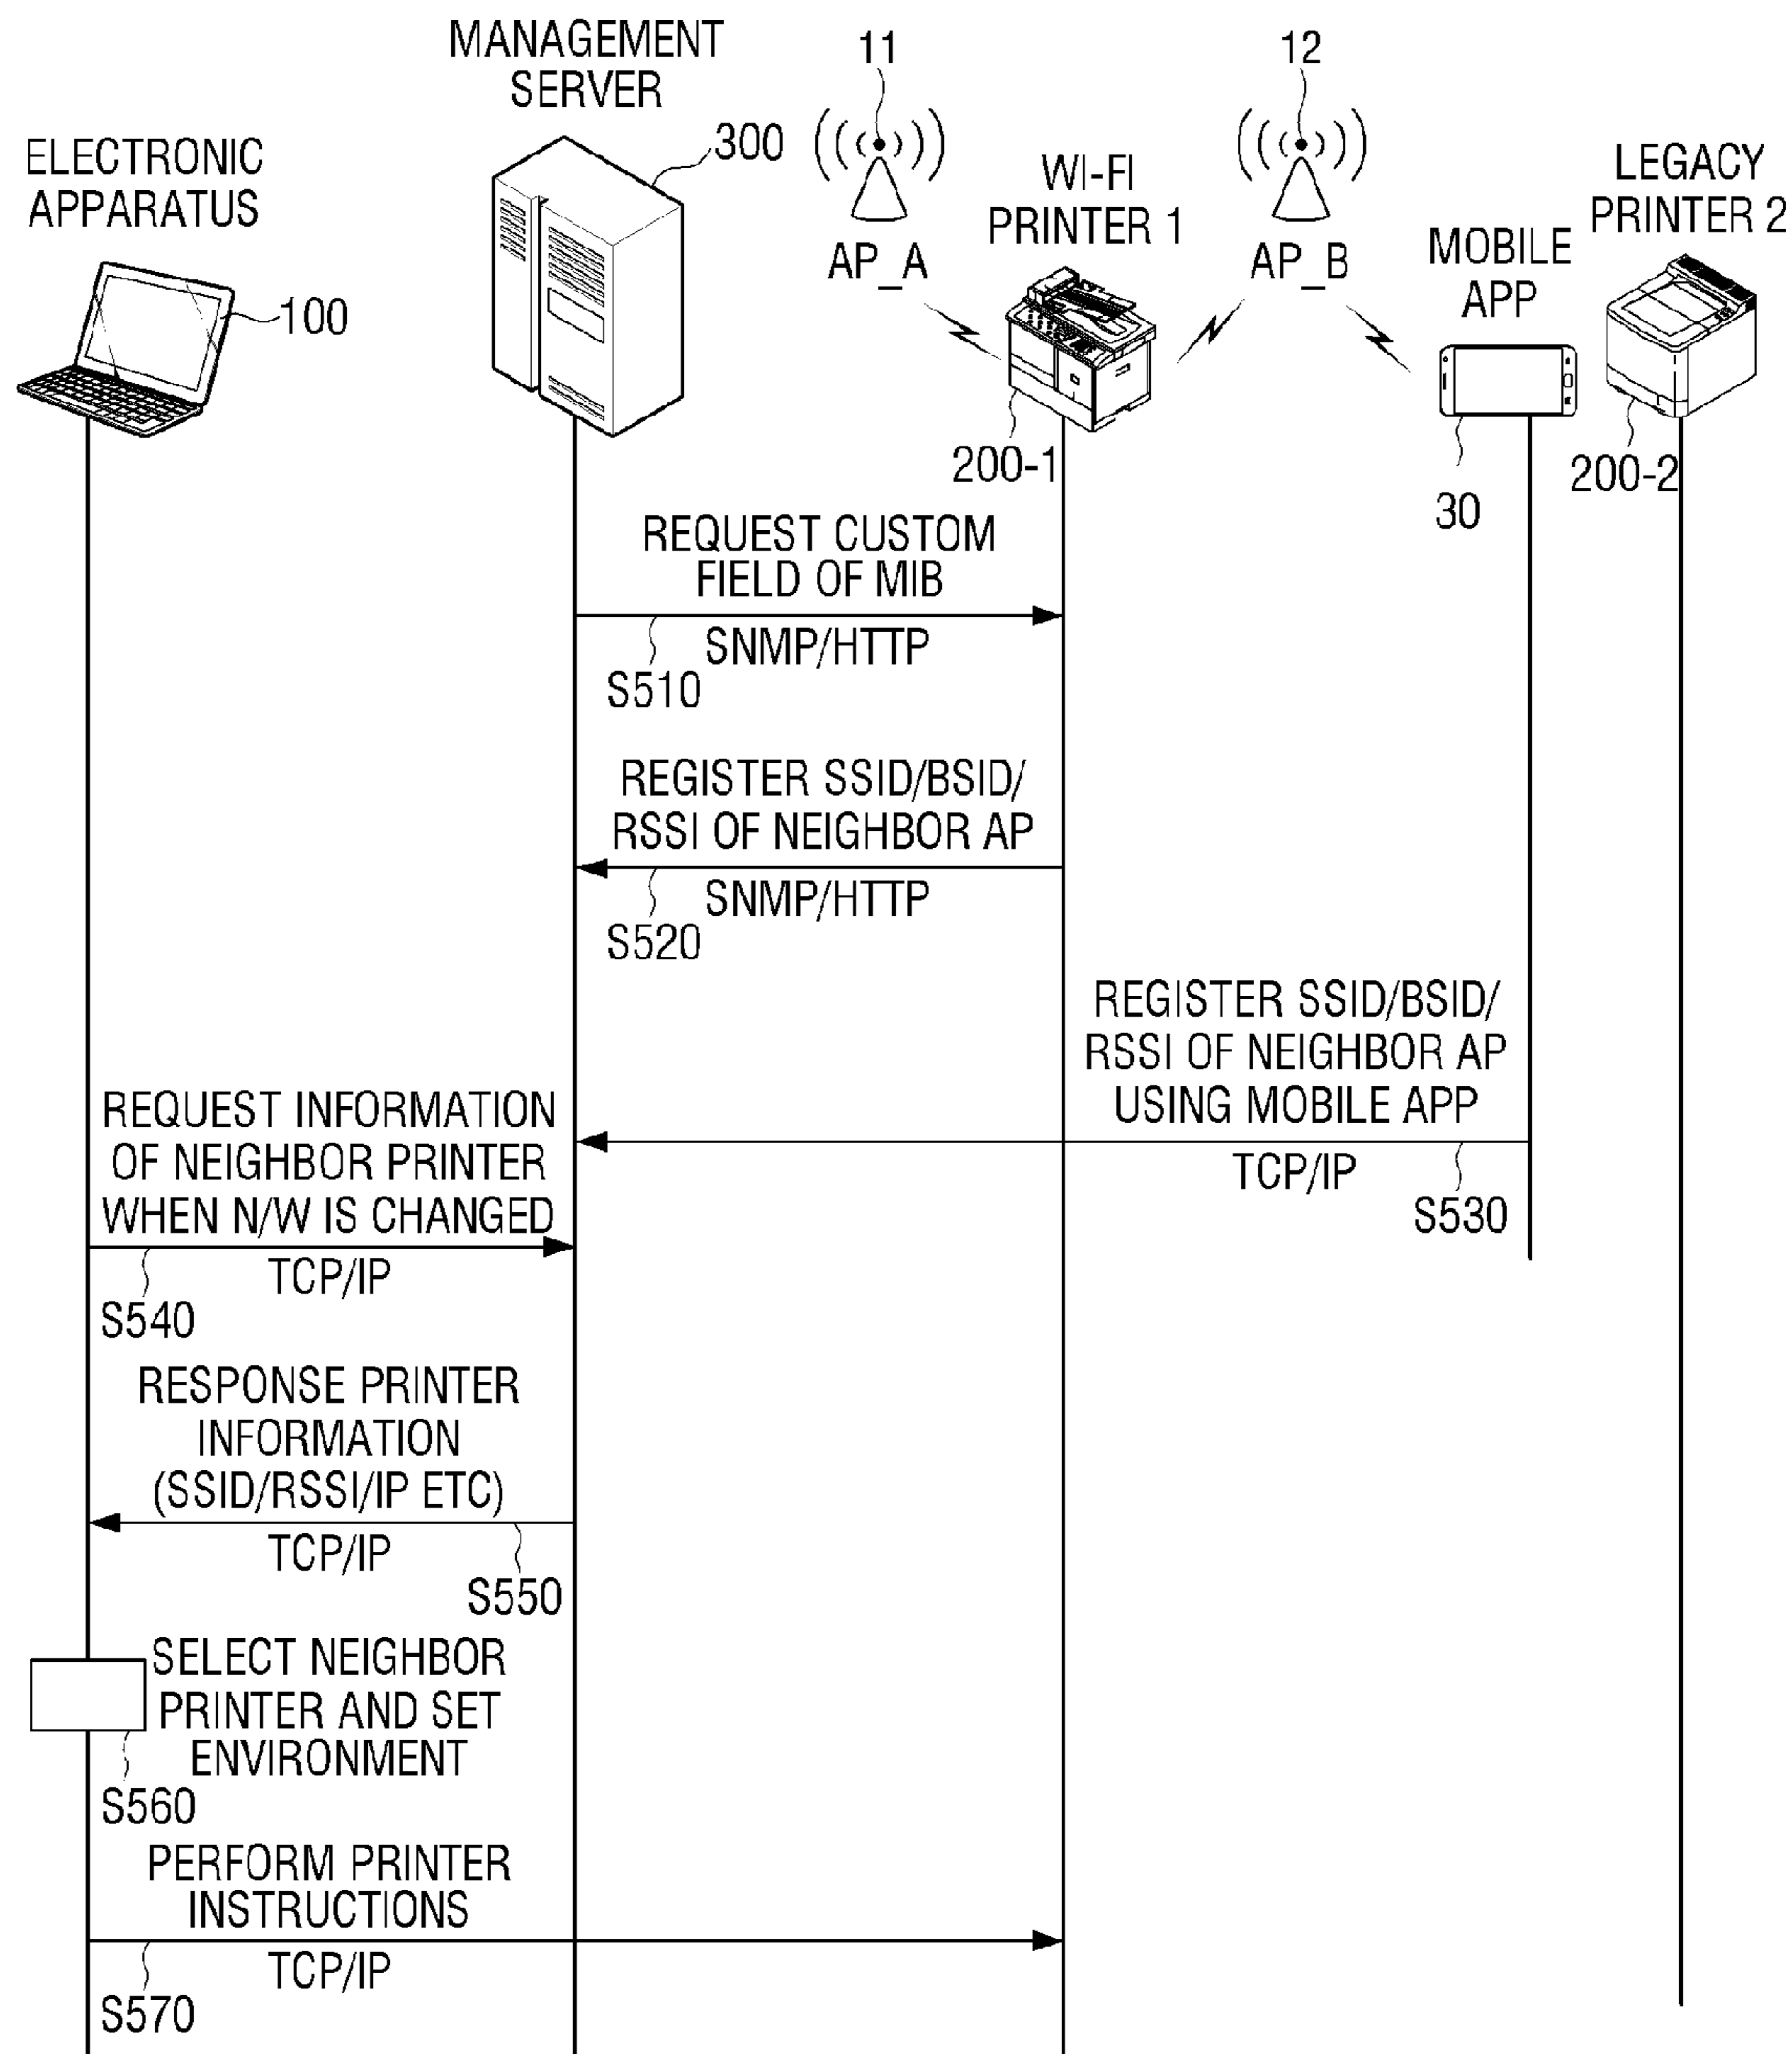 MANAGEMENT
SERVER
300
11
12
ELECTRONIC
APPARATUS
100
AP_A
WI-FI
PRINTER 1
200-1
AP_B
MOBILE
APP
30
LEGACY
PRINTER 2
200-2
REQUEST CUSTOM
FIELD OF MIB
SNMP/HTTP
S510
REGISTER SSID/BSID/
RSSI OF NEIGHBOR AP
SNMP/HTTP
S520
REGISTER SSID/BSID/
RSSI OF NEIGHBOR AP
USING MOBILE APP
TCP/IP
S530
REQUEST INFORMATION
OF NEIGHBOR PRINTER
WHEN N/W IS CHANGED
TCP/IP
S540
RESPONSE PRINTER
INFORMATION
(SSID/RSSI/IP ETC)
TCP/IP
S550
SELECT NEIGHBOR
PRINTER AND SET
ENVIRONMENT
S560
PERFORM PRINTER
INSTRUCTIONS
TCP/IP
S570